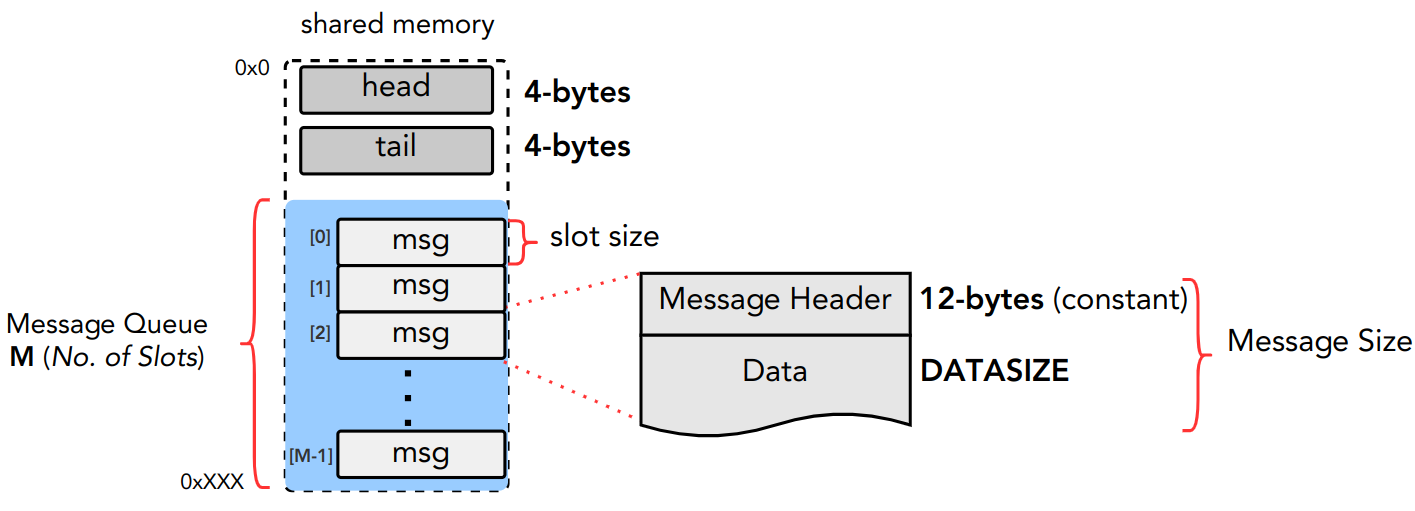 shared memory
0x0
head
4-bytes
tail
4-bytes
[0]
msg
slot size
[1]
msg
[2]
msg
Message Header
12-bytes (constant)
Data
DATASIZE
Message Size
Message Queue
M (No. of Slots)
[M-1]
msg
0xXXX